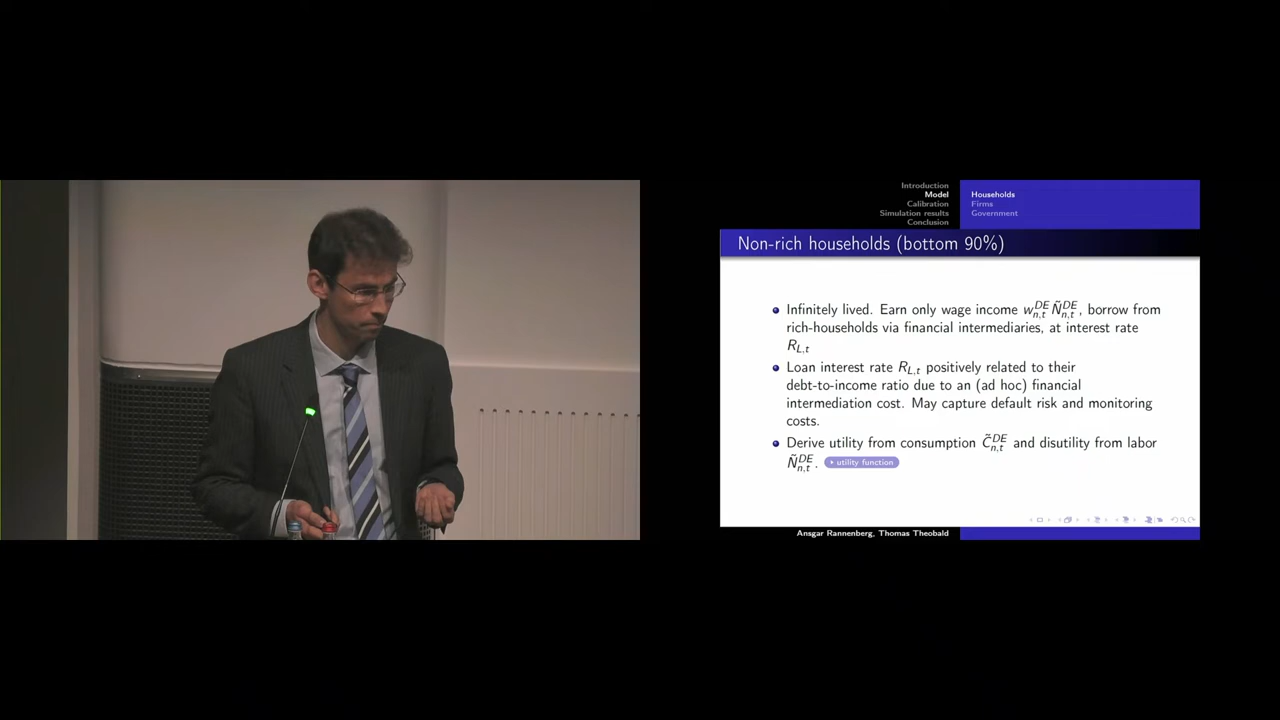 Introduction
Model
Calibration
Simulation results
Conclusion
Households
Firms
Government
Non-rich households (bottom 90%)
Infinitely lived. Earn only wage income w^{DE}_{n,t} Ñ^{DE}_{n,t}, borrow from
rich-households via financial intermediaries, at interest rate
R_{L,t}
Loan interest rate R_{L,t} positively related to their
debt-to-income ratio due to an (ad hoc) financial
intermediation cost. May capture default risk and monitoring
costs.
Derive utility from consumption C̃^{DE}_{n,t} and disutility from labor
Ñ^{DE}_{n,t}. utility function
Ansgar Rannenberg, Thomas Theobald